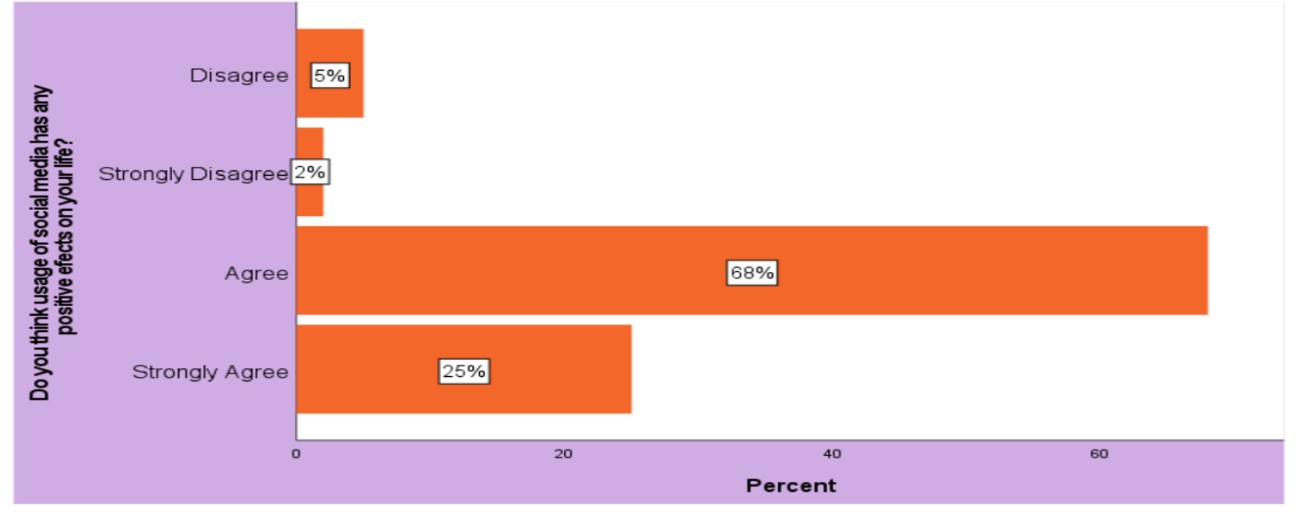 Do you think usage of social media has any
positive efects on your life?
Disagree
5%
Strongly Disagree
2%
Agree
68%
Strongly Agree
25%
0 20 40 60
Percent